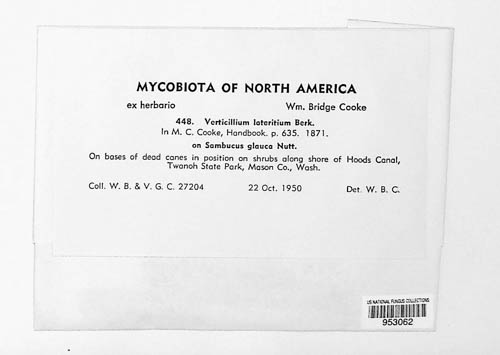 MYCOBIOTA OF NORTH AMERICA
ex herbario Wm. Bridge Cooke
448. Verticillium lateritium Berk.
In M. C. Cooke, Handbook. p. 635. 1871.
on Sambucus glauca Nutt.
On bases of dead canes in position on shrubs along shore of Hoods Canal,
Twanoh State Park, Mason Co., Wash.
Coll. W. B. & V. G. C. 27204 22 Oct. 1950 Det. W. B. C.
US NATIONAL FUNGUS COLLECTIONS
953062